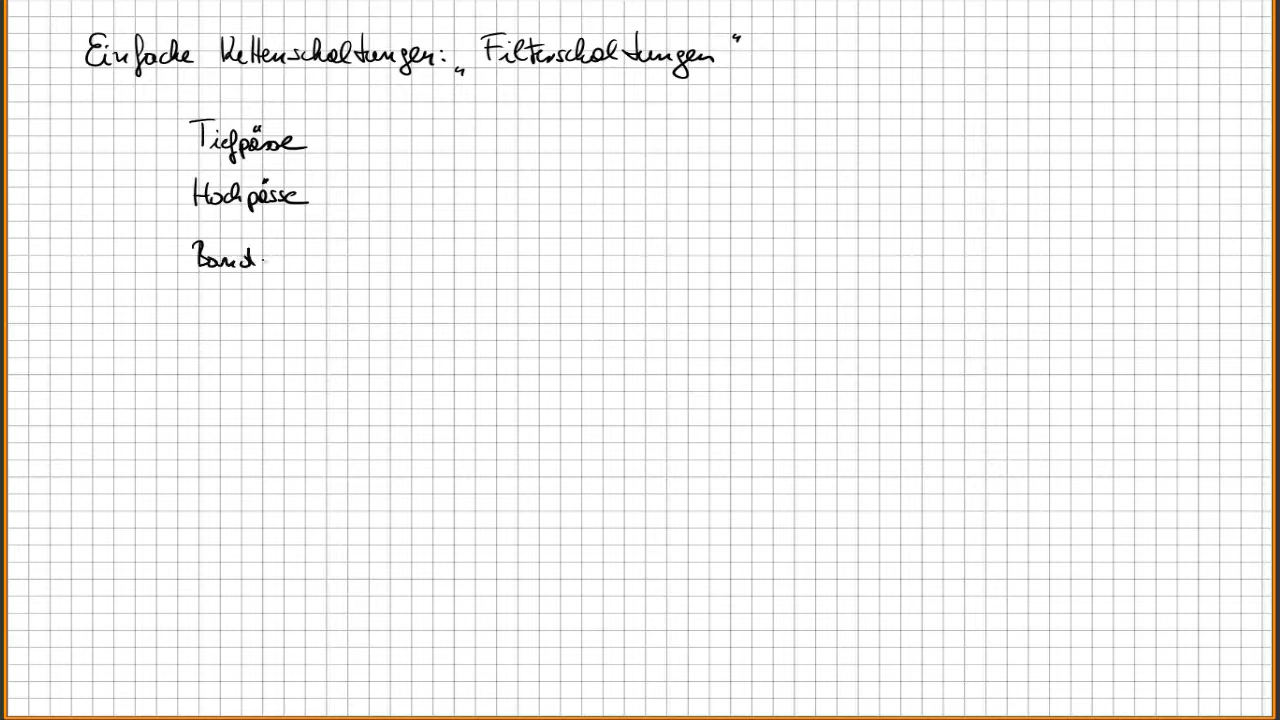 Einfache Kettenschaltungen: „Filterschaltungen“
Tiefpässe
Hochpässe
Band